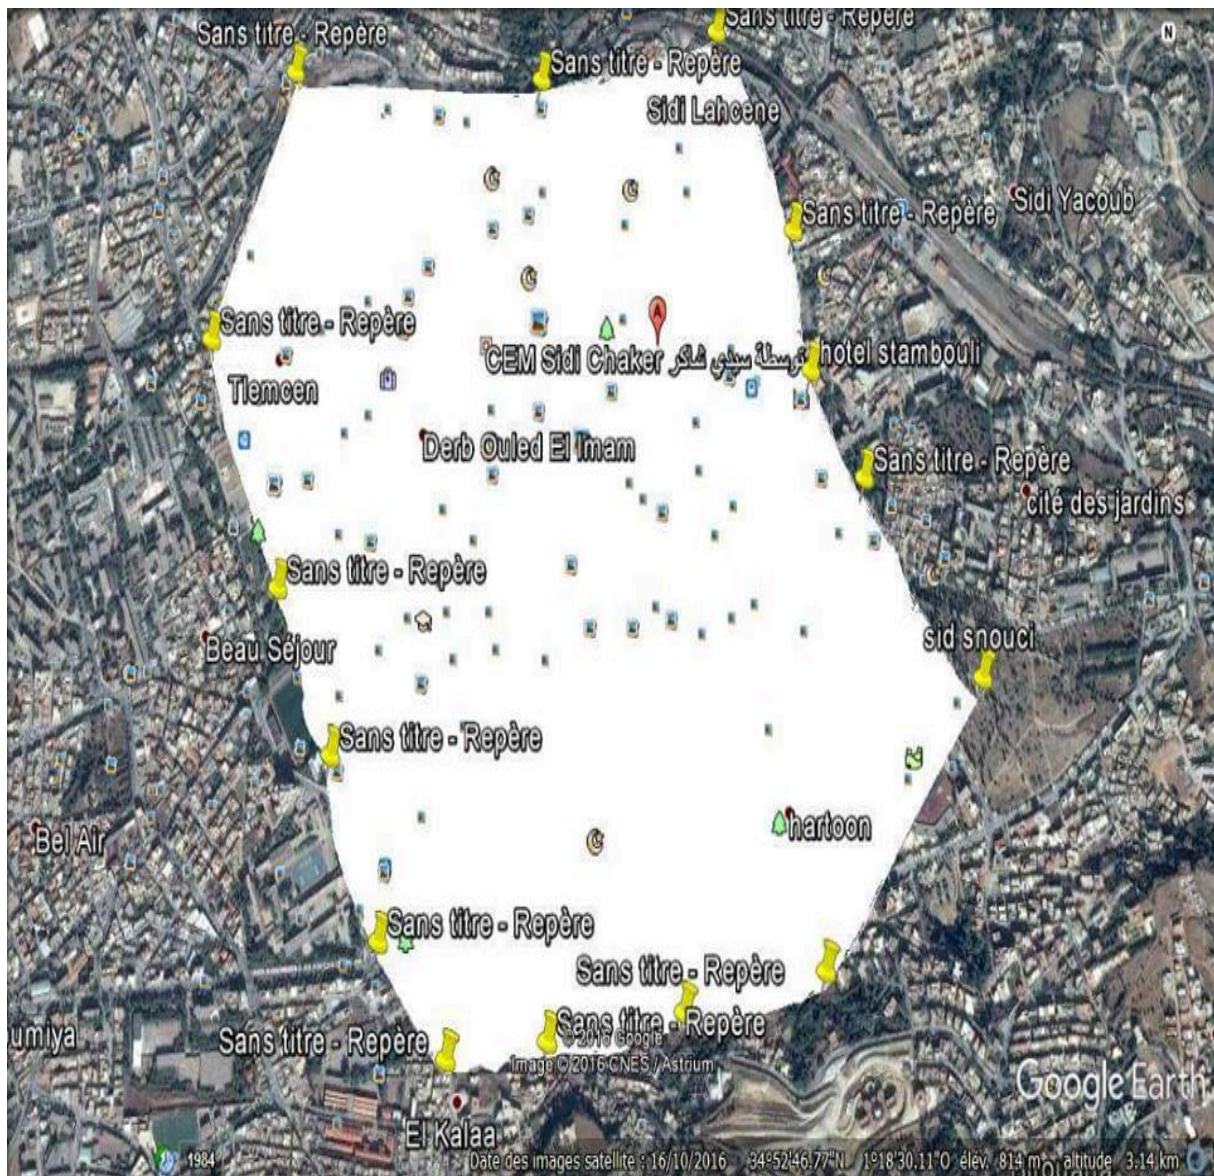 Sans titre - Repère
Sans titre - Repère
Sans titre - Repère
Sidi Lahcene
Sidi Yacoub
Sans titre - Repère
Sans titre - Repère
CEM Sidi Chaker توسطة سيدي شاكر
hotel stambouli
Tlemcen
Derb Ouled El Imam
Sans titre - Repère
cité des jardins
Sans titre - Repère
sid snouci
Beau Séjour
Sans titre - Repère
Bel Air
hartoon
Sans titre - Repère
Sans titre - Repère
Sans titre - Repère
Sans titre - Repère
oumiya
© 2016 Google
Image © 2016 CNES / Astrium
Google Earth
El Kalaa
1984
Date des images satellite : 16/10/2016 34°52'46.77"N 1°18'30.11"O élév. 814 m altitude 3.14 km